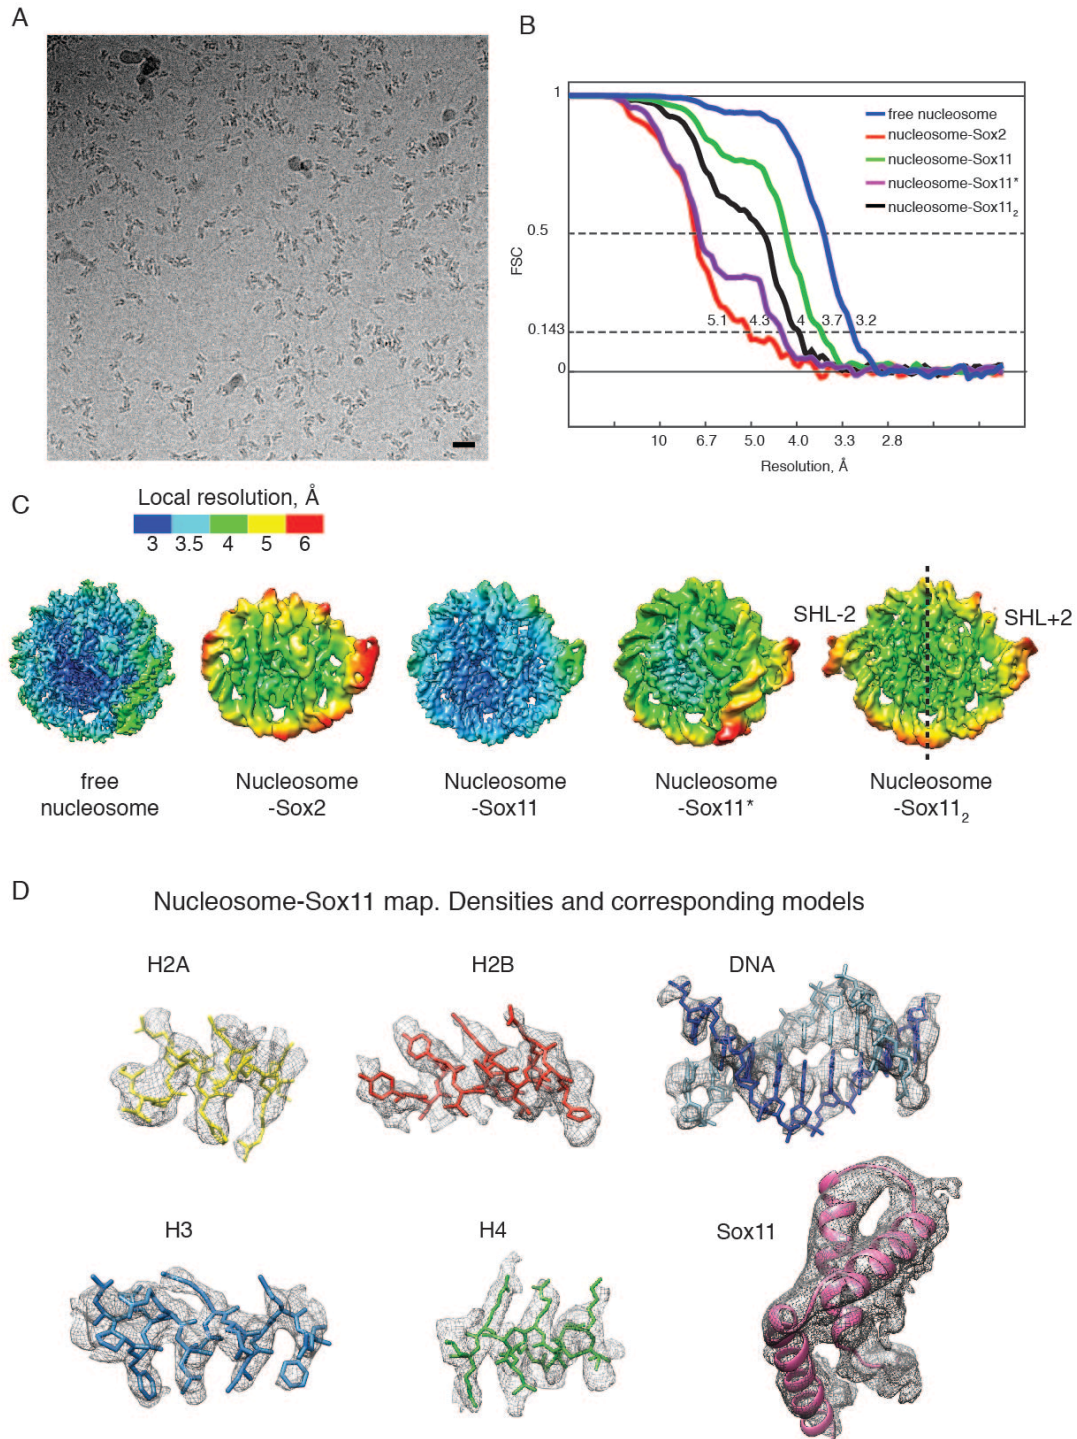 A
B
1
0.5
0.143
0
FSC
free nucleosome
nucleosome-Sox2
nucleosome-Sox11
nucleosome-Sox11*
nucleosome-Sox11₂
5.1
4.3
4
3.7
3.2
10
6.7
5.0
4.0
3.3
2.8
Resolution, Å
C
Local resolution, Å
3 3.5 4 5 6
SHL-2
SHL+2
free
nucleosome
Nucleosome
-Sox2
Nucleosome
-Sox11
Nucleosome
-Sox11*
Nucleosome
-Sox11₂
D
Nucleosome-Sox11 map. Densities and corresponding models
H2A
H2B
DNA
H3
H4
Sox11